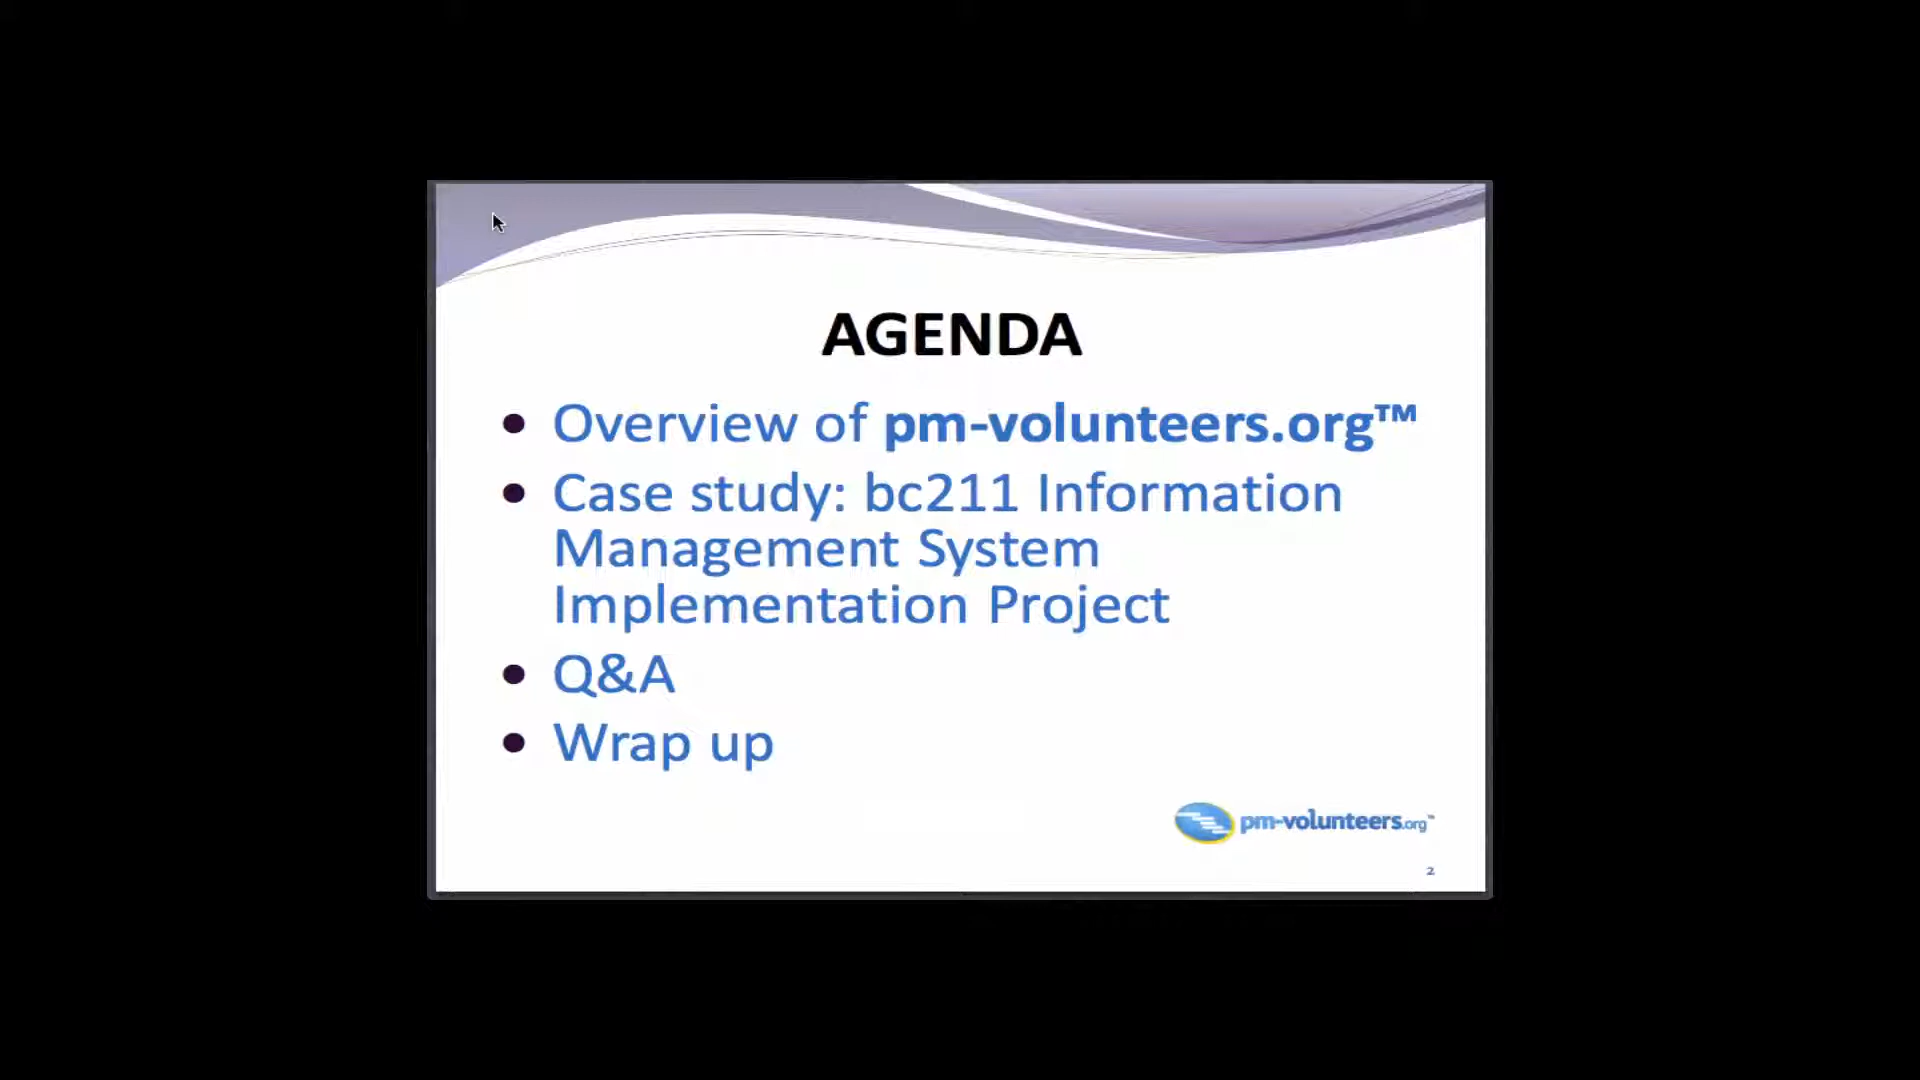 AGENDA
• Overview of pm-volunteers.org™
• Case study: bc211 Information
Management System
Implementation Project
• Q&A
• Wrap up
pm-volunteers.org™
2